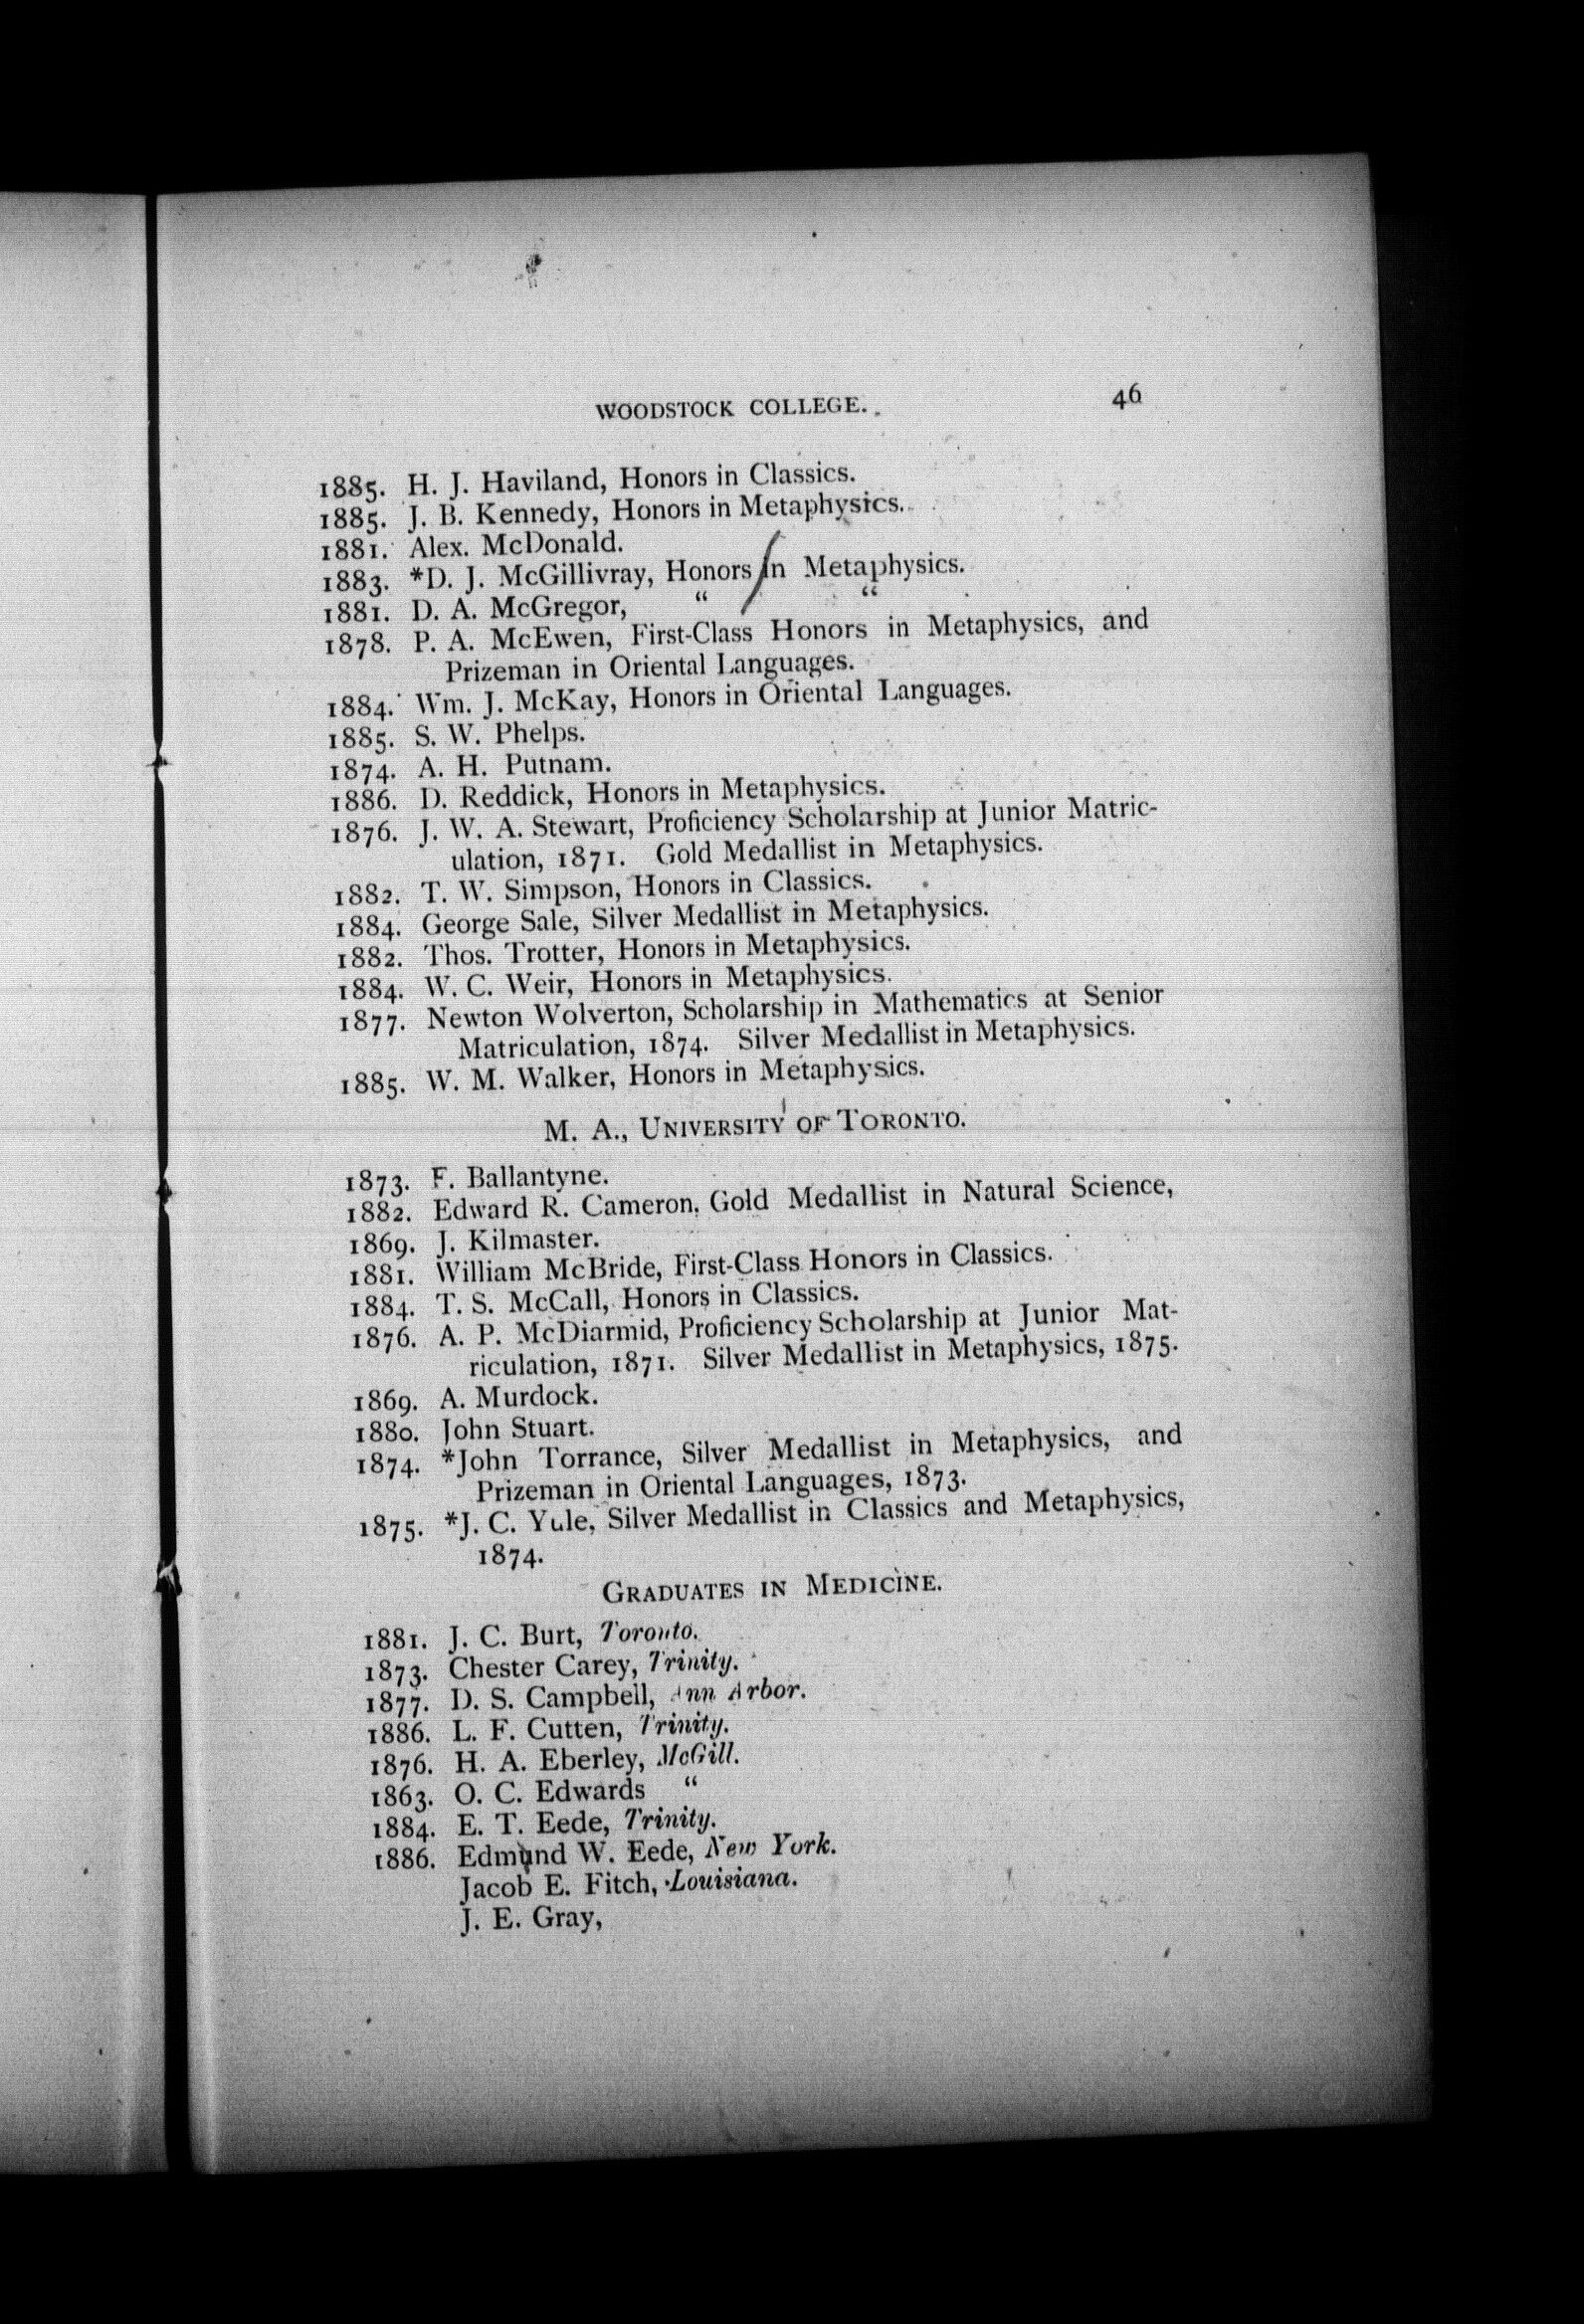 WOODSTOCK COLLEGE. 46
1885. H. J. Haviland, Honors in Classics.
1885. J. B. Kennedy, Honors in Metaphysics.
1881. Alex. McDonald.
1883. *D. J. McGillivray, Honors in Metaphysics.
1881. D. A. McGregor, “ “
1878. P. A. McEwen, First-Class Honors in Metaphysics, and
Prizeman in Oriental Languages.
1884. Wm. J. McKay, Honors in Oriental Languages.
1885. S. W. Phelps.
1874. A. H. Putnam.
1886. D. Reddick, Honors in Metaphysics.
1876. J. W. A. Stewart, Proficiency Scholarship at Junior Matric-
ulation, 1871. Gold Medallist in Metaphysics.
1882. T. W. Simpson, Honors in Classics.
1884. George Sale, Silver Medallist in Metaphysics.
1882. Thos. Trotter, Honors in Metaphysics.
1884. W. C. Weir, Honors in Metaphysics.
1877. Newton Wolverton, Scholarship in Mathematics at Senior
Matriculation, 1874. Silver Medallist in Metaphysics.
1885. W. M. Walker, Honors in Metaphysics.
M. A., UNIVERSITY OF TORONTO.
1873. F. Ballantyne.
1882. Edward R. Cameron, Gold Medallist in Natural Science,
1869. J. Kilmaster.
1881. William McBride, First-Class Honors in Classics.
1884. T. S. McCall, Honors in Classics.
1876. A. P. McDiarmid, Proficiency Scholarship at Junior Mat-
riculation, 1871. Silver Medallist in Metaphysics, 1875.
1869. A. Murdock.
1880. John Stuart.
1874. *John Torrance, Silver Medallist in Metaphysics, and
Prizeman in Oriental Languages, 1873.
1875. *J. C. Yule, Silver Medallist in Classics and Metaphysics,
1874.
GRADUATES IN MEDICINE.
1881. J. C. Burt, Toronto.
1873. Chester Carey, Trinity.
1877. D. S. Campbell, Ann Arbor.
1886. L. F. Cutten, Trinity.
1876. H. A. Eberley, McGill.
1863. O. C. Edwards “
1884. E. T. Eede, Trinity.
1886. Edmund W. Eede, New York.
Jacob E. Fitch, Louisiana.
J. E. Gray,